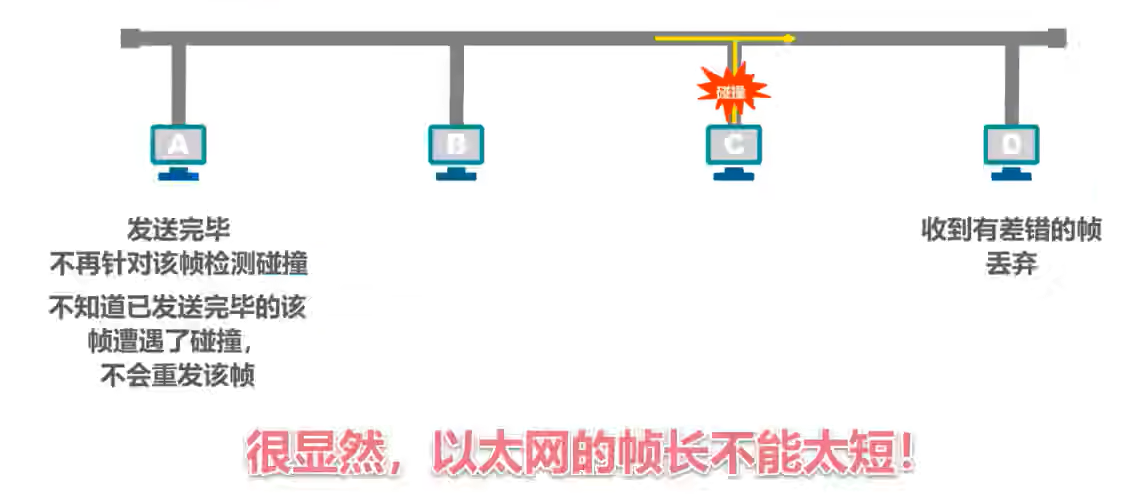 碰撞
A
B
C
D
发送完毕
不再针对该帧检测碰撞
不知道已发送完毕的该
帧遭遇了碰撞，
不会重发该帧
收到有差错的帧
丢弃
很显然，以太网的帧长不能太短！